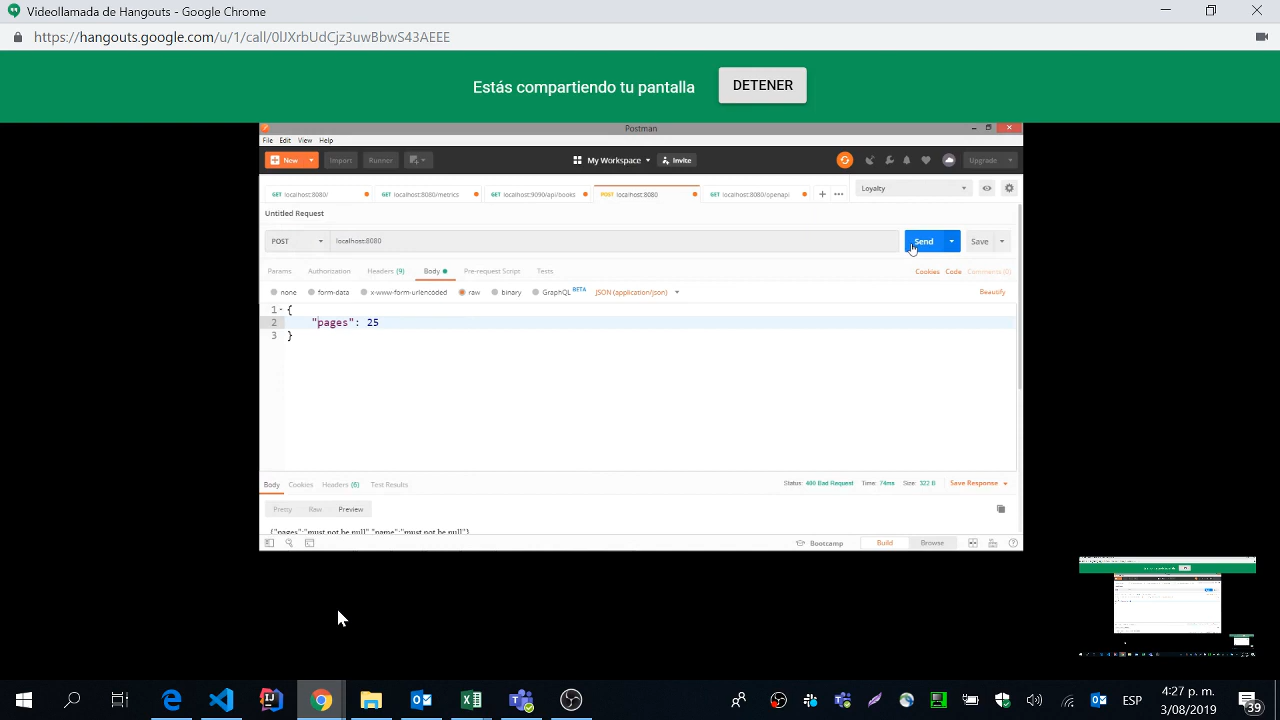 Videollamada de Hangouts - Google Chrome
https://hangouts.google.com/u/1/call/0lJXrbUdCjz3uwBbwS43AEEE
Estás compartiendo tu pantalla DETENER
Postman
File Edit View Help
New Import Runner My Workspace Invite Upgrade
GET localhost:8080/ GET localhost:8080/metrics GET localhost:9090/api/books POST localhost:8080 GET localhost:8080/openapi + ••• Loyalty
Untitled Request
POST localhost:8080 Send Save
Params Authorization Headers (9) Body Pre-request Script Tests Cookies Code Comments (0)
none form-data x-www-form-urlencoded raw binary GraphQL BETA JSON (application/json) Beautify
1 {
2 "pages": 25
3 }
Body Cookies Headers (6) Test Results Status: 400 Bad Request Time: 74ms Size: 322 B Save Response
Pretty Raw Preview
{"pages":"must not be null","name":"must not be null"}
Bootcamp Build Browse
ESP 4:27 p. m.
3/08/2019 39